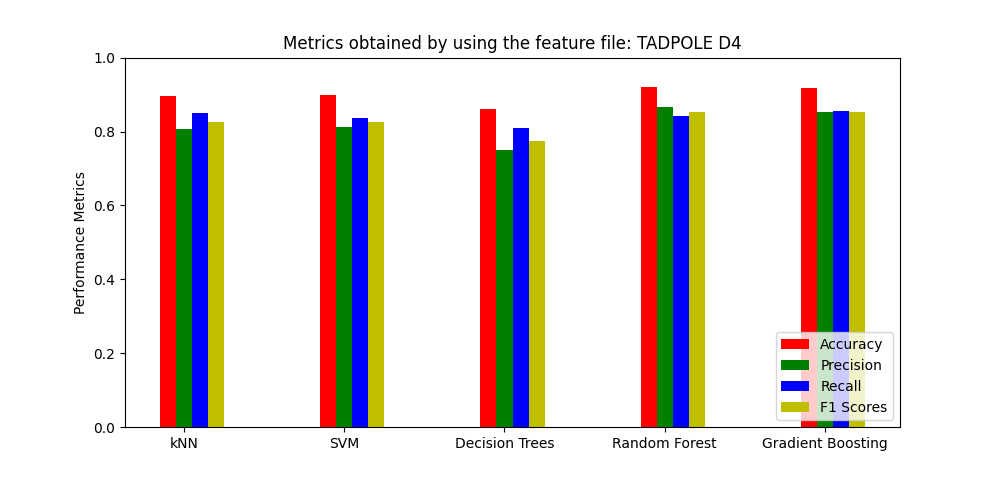 Metrics obtained by using the feature file: TADPOLE D4
Performance Metrics
1.0
0.8
0.6
0.4
0.2
0.0
kNN
SVM
Decision Trees
Random Forest
Gradient Boosting
Accuracy
Precision
Recall
F1 Scores